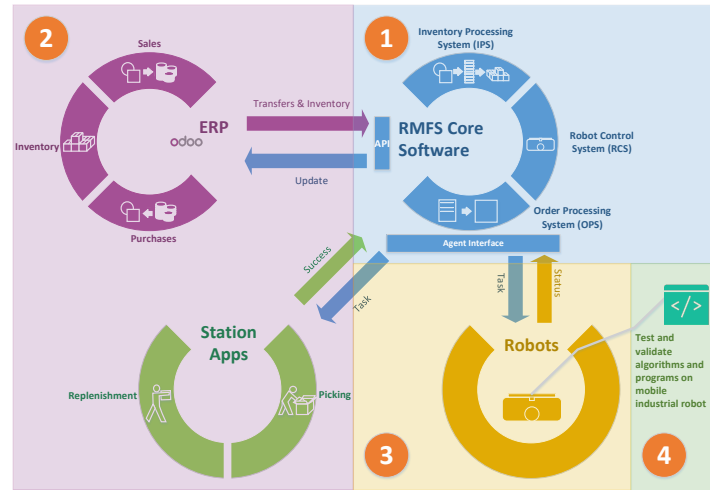 2
Sales
Inventory
ERP
odoo
Purchases
Transfers & Inventory
Update
1
Inventory Processing
System (IPS)
API
RMFS Core
Software
Robot Control
System (RCS)
Order Processing
System (OPS)
Agent Interface
Success
Task
Task
Status
Station
Apps
Replenishment
Picking
Robots
3
</>
Test and
validate
algorithms and
programs on
mobile
industrial robot
4